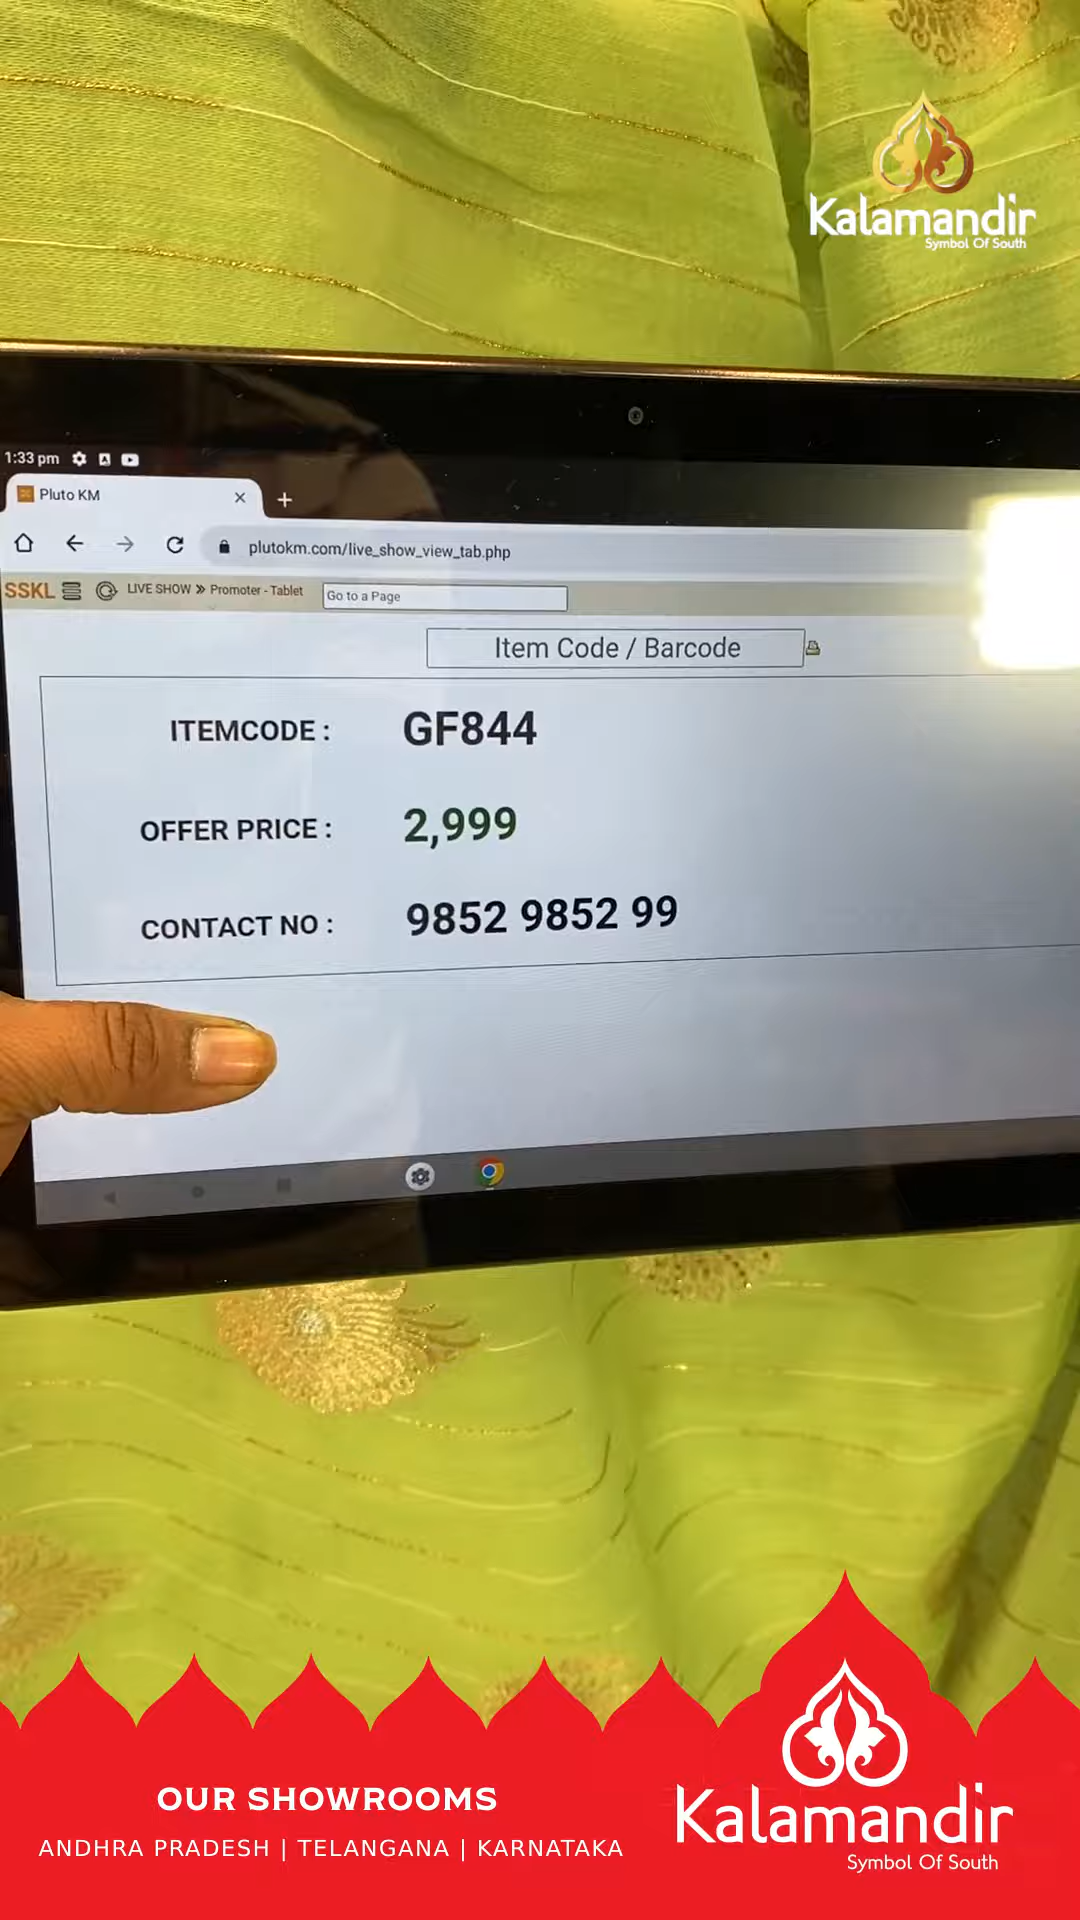 Kalamandir
Symbol Of South
1:33 pm
Pluto KM
plutokm.com/live_show_view_tab.php
SSKL LIVE SHOW » Promoter - Tablet Go to a Page
Item Code / Barcode
ITEMCODE : GF844
OFFER PRICE : 2,999
CONTACT NO : 9852 9852 99
OUR SHOWROOMS
ANDHRA PRADESH | TELANGANA | KARNATAKA
Kalamandir
Symbol Of South